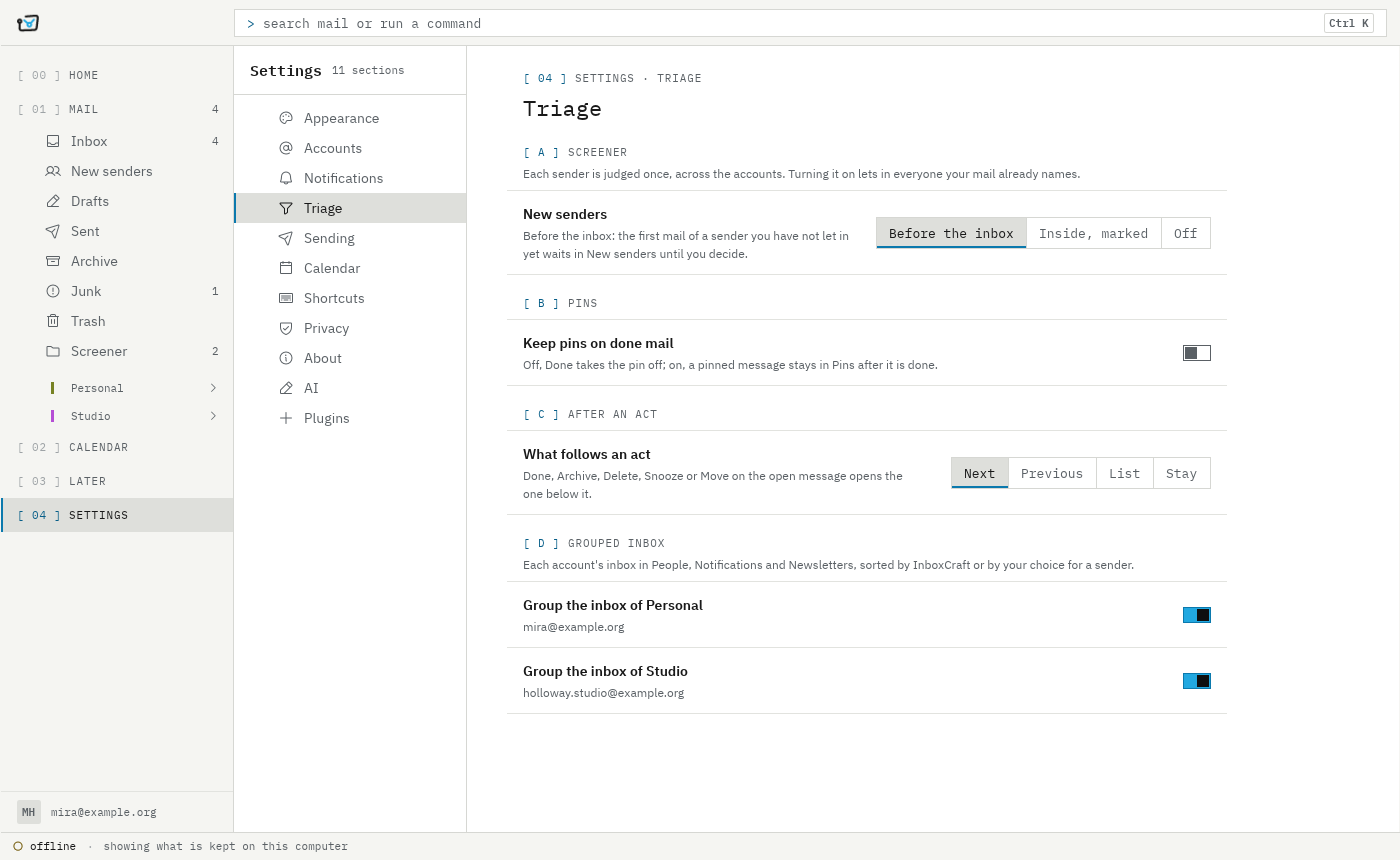 > search mail or run a command
Ctrl K
[ 00 ] HOME
[ 01 ] MAIL 4
Inbox 4
New senders
Drafts
Sent
Archive
Junk 1
Trash
Screener 2
Personal
Studio
[ 02 ] CALENDAR
[ 03 ] LATER
[ 04 ] SETTINGS
MH mira@example.org
Settings 11 sections
Appearance
Accounts
Notifications
Triage
Sending
Calendar
Shortcuts
Privacy
About
AI
Plugins
[ 04 ] SETTINGS · TRIAGE
Triage
[ A ] SCREENER
Each sender is judged once, across the accounts. Turning it on lets in everyone your mail already names.
New senders
Before the inbox: the first mail of a sender you have not let in
yet waits in New senders until you decide.
Before the inbox Inside, marked Off
[ B ] PINS
Keep pins on done mail
Off, Done takes the pin off; on, a pinned message stays in Pins after it is done.
[ C ] AFTER AN ACT
What follows an act
Done, Archive, Delete, Snooze or Move on the open message opens the
one below it.
Next Previous List Stay
[ D ] GROUPED INBOX
Each account's inbox in People, Notifications and Newsletters, sorted by InboxCraft or by your choice for a sender.
Group the inbox of Personal
mira@example.org
Group the inbox of Studio
holloway.studio@example.org
offline · showing what is kept on this computer